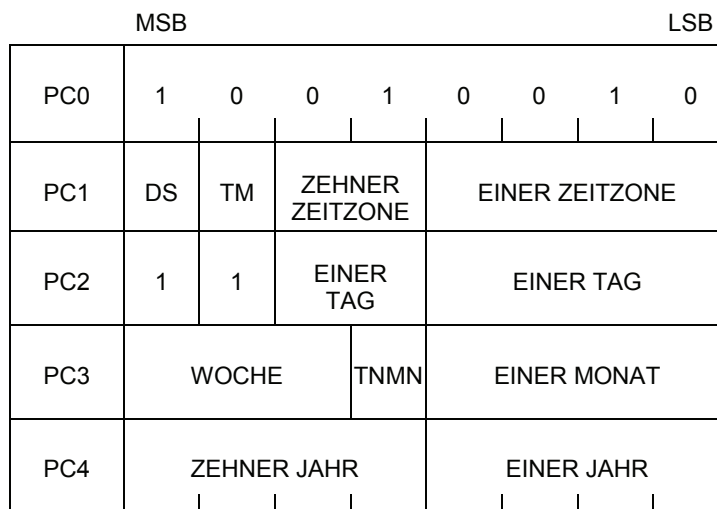 MSB LSB
PC0 1 0 0 1 0 0 1 0
PC1 DS TM ZEHNER ZEITZONE EINER ZEITZONE
PC2 1 1 EINER TAG EINER TAG
PC3 WOCHE TNMN EINER MONAT
PC4 ZEHNER JAHR EINER JAHR